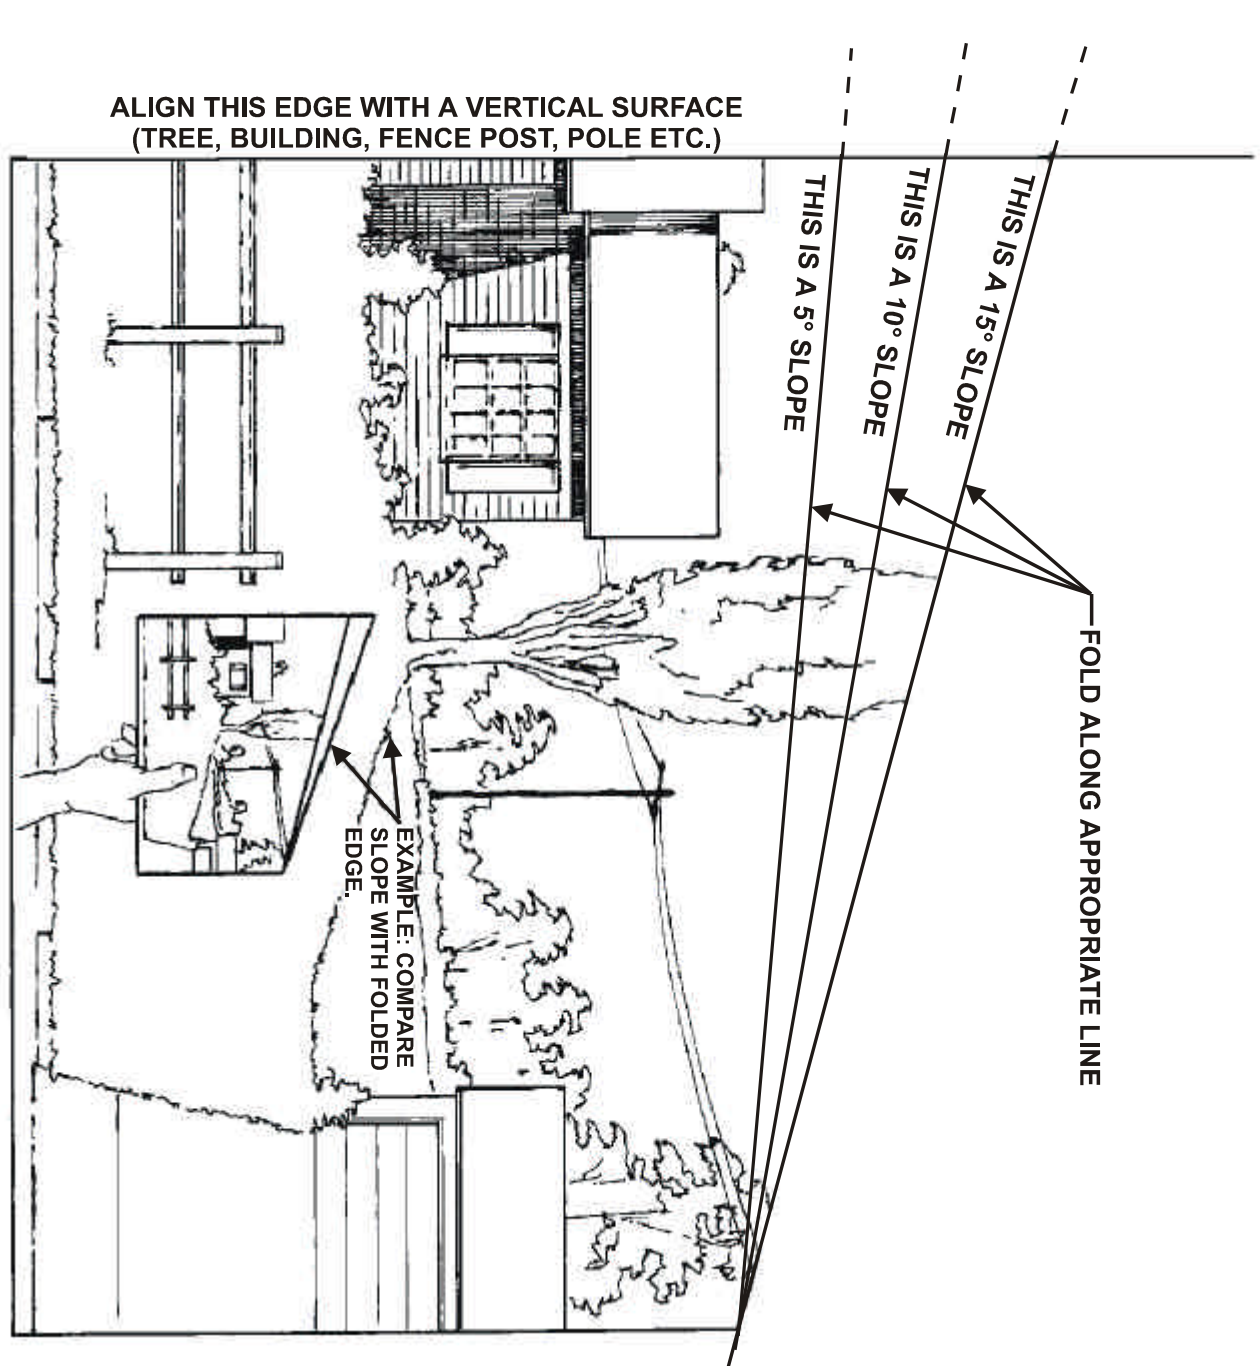 ALIGN THIS EDGE WITH A VERTICAL SURFACE
(TREE, BUILDING, FENCE POST, POLE ETC.)
THIS IS A 5° SLOPE
THIS IS A 10° SLOPE
THIS IS A 15° SLOPE
FOLD ALONG APPROPRIATE LINE
EXAMPLE: COMPARE
SLOPE WITH FOLDED
EDGE.